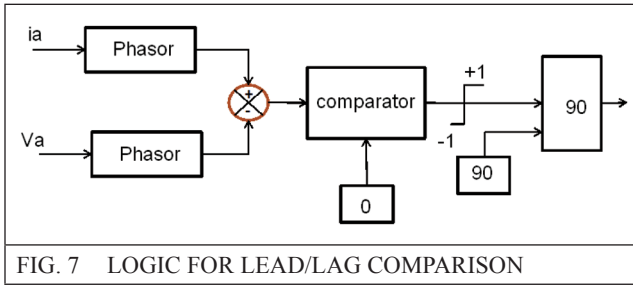 ia
Phasor
+
-
Va
Phasor
comparator
0
+1
-1
90
90
FIG. 7 LOGIC FOR LEAD/LAG COMPARISON